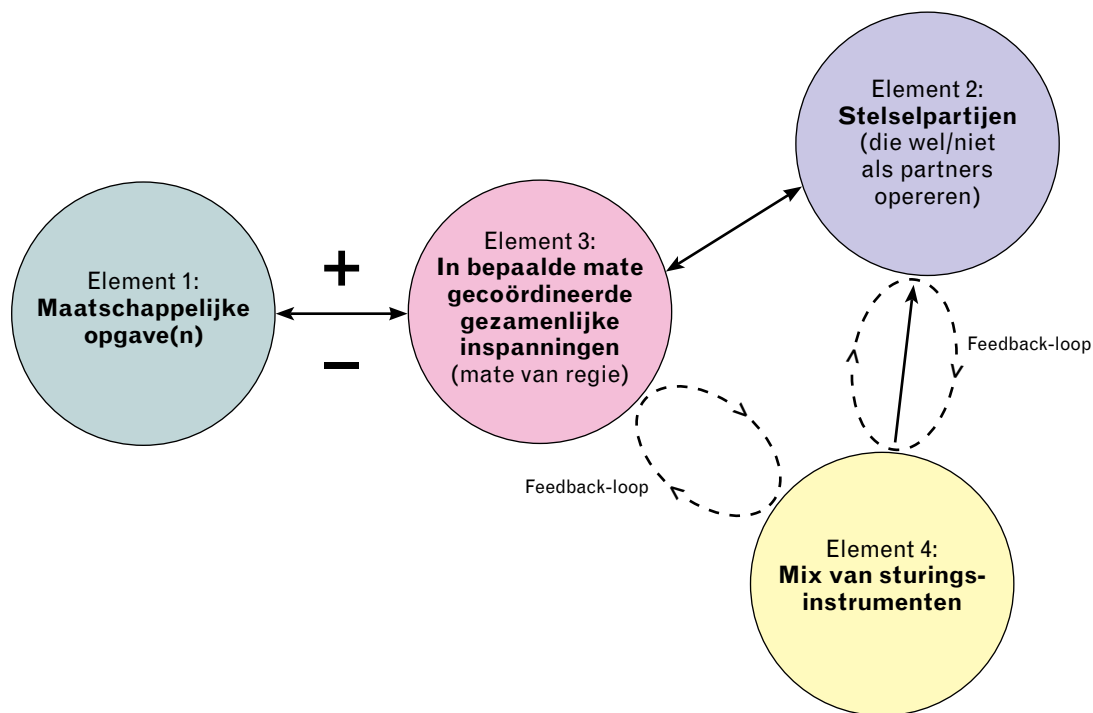 Element 1:
Maatschappelijke
opgave(n)
+
−
Element 3:
In bepaalde mate
gecoördineerde
gezamenlijke
inspanningen
(mate van regie)
Element 2:
Stelselpartijen
(die wel/niet
als partners
opereren)
Feedback-loop
Feedback-loop
Element 4:
Mix van sturings-
instrumenten